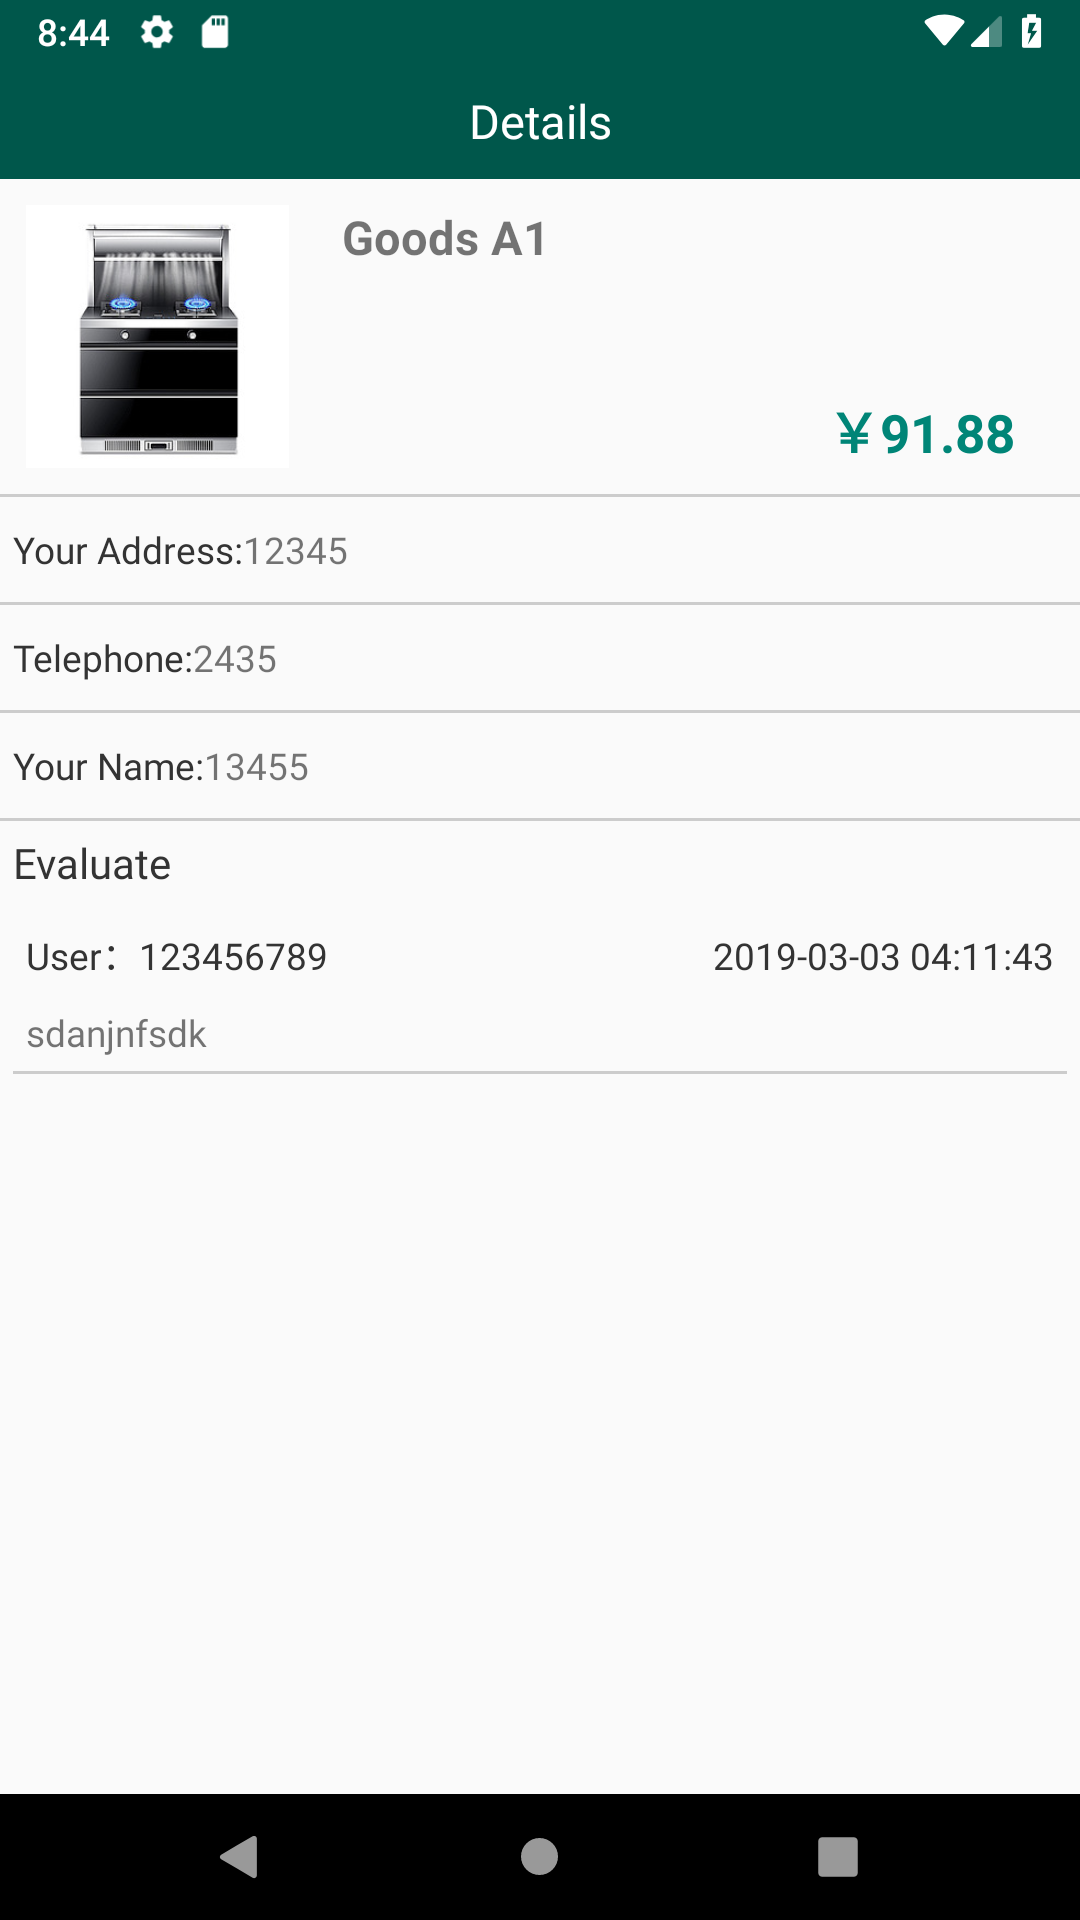 8:44
Details
Goods A1
￥91.88
Your Address:12345
Telephone:2435
Your Name:13455
Evaluate
User：123456789 2019-03-03 04:11:43
sdanjnfsdk